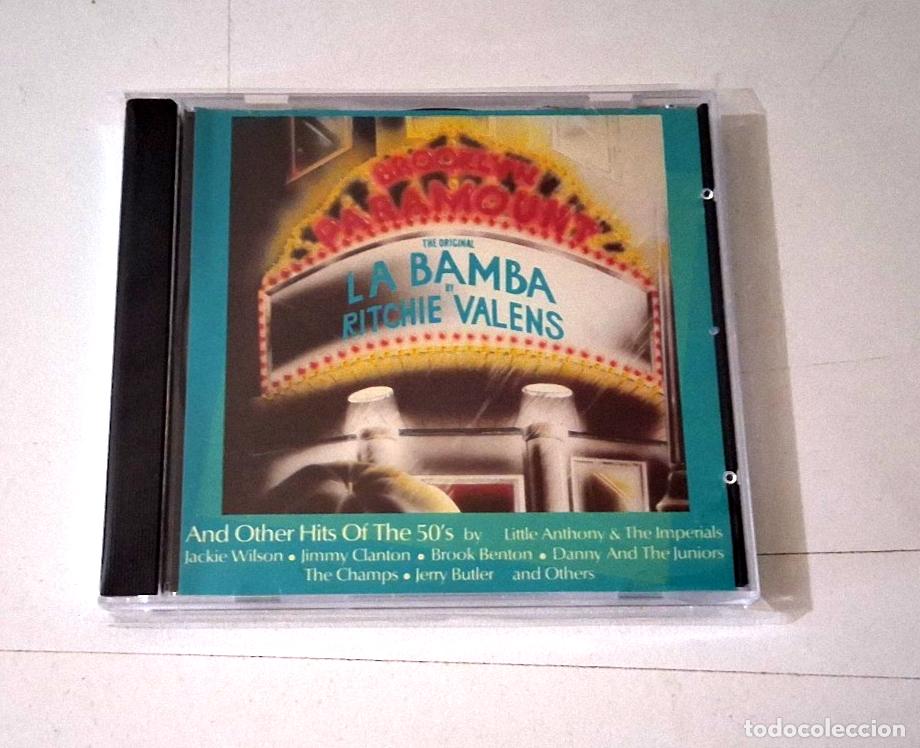 BROOKLYN
PARAMOUNT
THE ORIGINAL
LA BAMBA
BY
RITCHIE VALENS
And Other Hits Of The 50's by Little Anthony & The Imperials
Jackie Wilson • Jimmy Clanton • Brook Benton • Danny And The Juniors
The Champs • Jerry Butler and Others
todocoleccion